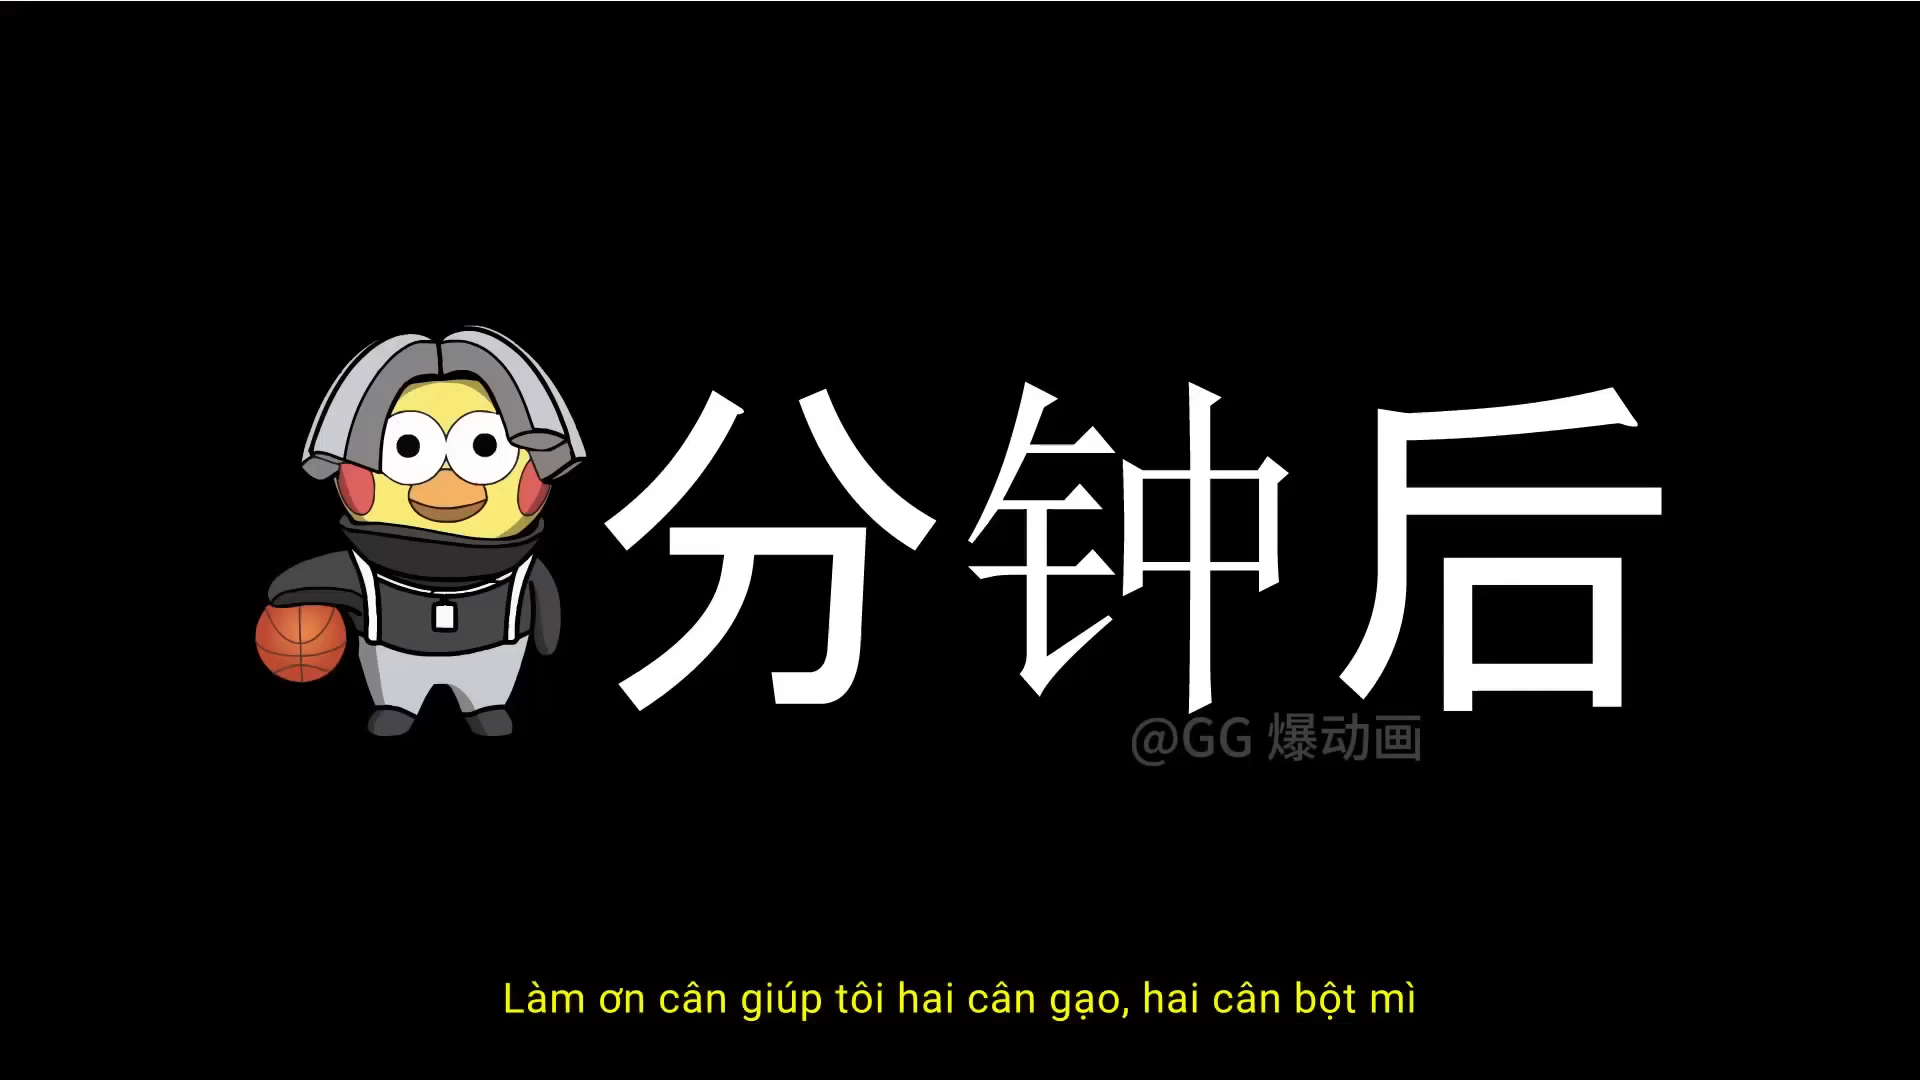 分钟后
@GG 爆动画
Làm ơn cân giúp tôi hai cân gạo, hai cân bột mì